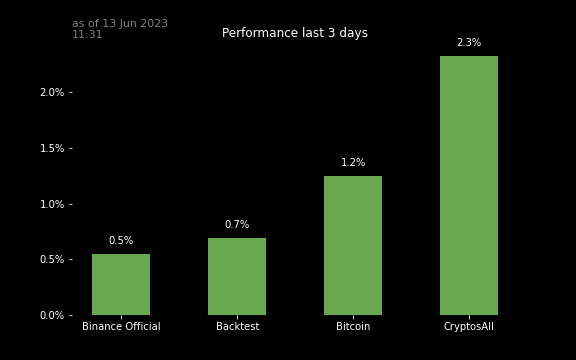 as of 13 Jun 2023
11:31
Performance last 3 days
2.3%
2.0%
1.5%
1.2%
1.0%
0.7%
0.5%
0.5%
0.0%
Binance Official
Backtest
Bitcoin
CryptosAll